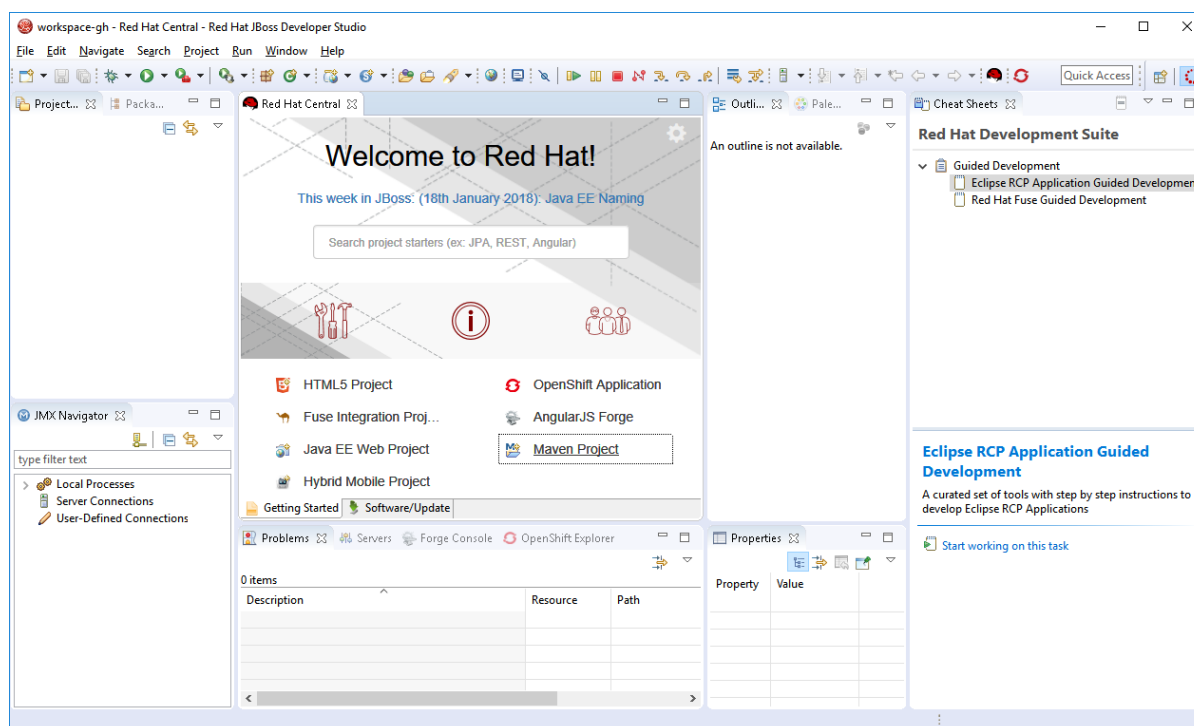 workspace-gh - Red Hat Central - Red Hat JBoss Developer Studio
File Edit Navigate Search Project Run Window Help
Quick Access
Project...
Packa...
JMX Navigator
type filter text
Local Processes
Server Connections
User-Defined Connections
Red Hat Central
Welcome to Red Hat!
This week in JBoss: (18th January 2018): Java EE Naming
Search project starters (ex: JPA, REST, Angular)
HTML5 Project
OpenShift Application
Fuse Integration Proj...
AngularJS Forge
Java EE Web Project
Maven Project
Hybrid Mobile Project
Getting Started
Software/Update
Problems
Servers
Forge Console
OpenShift Explorer
0 items
Description
Resource
Path
Outli...
Pale...
An outline is not available.
Properties
Property
Value
Cheat Sheets
Red Hat Development Suite
Guided Development
Eclipse RCP Application Guided Developmen
Red Hat Fuse Guided Development
Eclipse RCP Application Guided
Development
A curated set of tools with step by step instructions to
develop Eclipse RCP Applications
Start working on this task